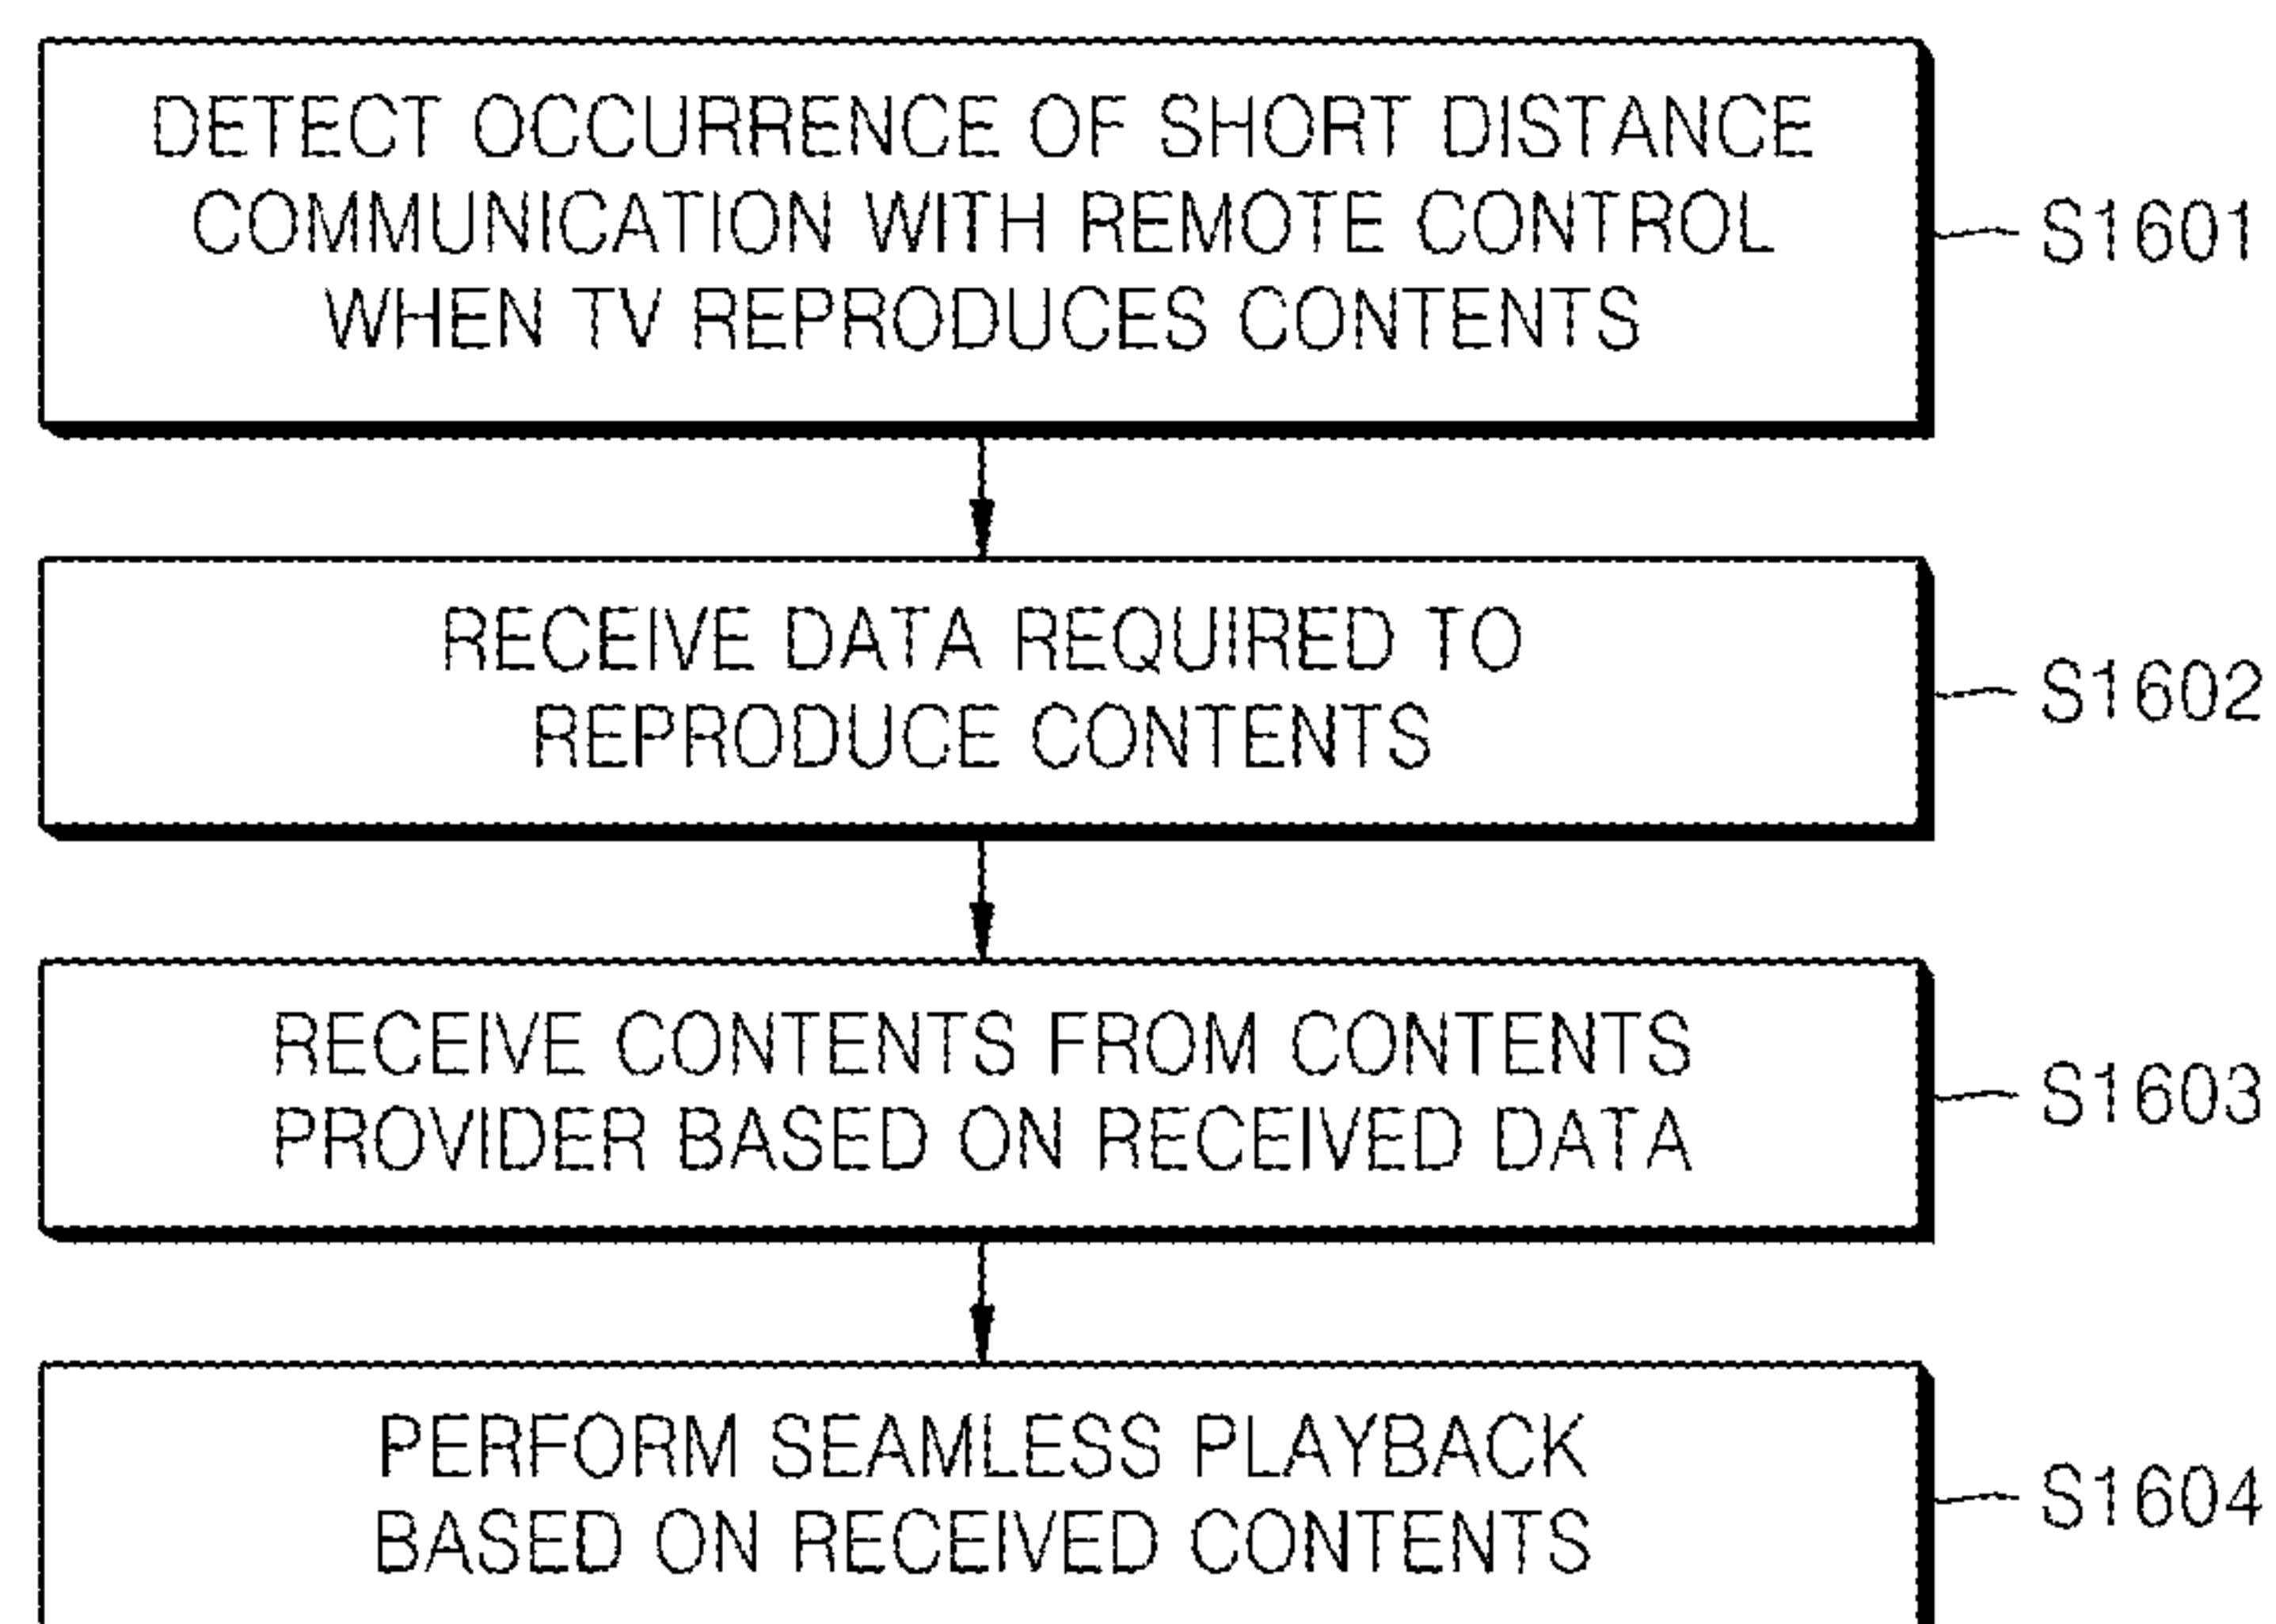 DETECT OCCURRENCE OF SHORT DISTANCE
COMMUNICATION WITH REMOTE CONTROL
WHEN TV REPRODUCES CONTENTS
S1601
RECEIVE DATA REQUIRED TO
REPRODUCE CONTENTS
S1602
RECEIVE CONTENTS FROM CONTENTS
PROVIDER BASED ON RECEIVED DATA
S1603
PERFORM SEAMLESS PLAYBACK
BASED ON RECEIVED CONTENTS
S1604